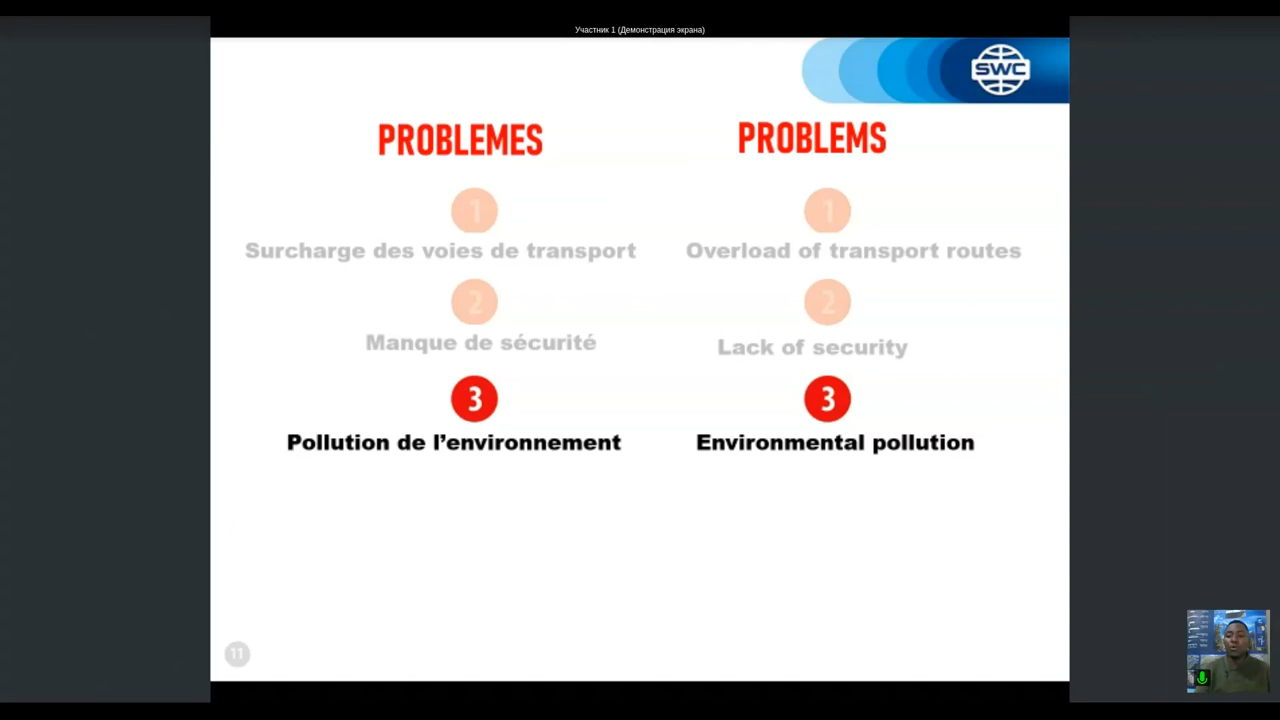 Участник 1 (Демонстрация экрана)
SWC
PROBLEMES
1
Surcharge des voies de transport
2
Manque de sécurité
3
Pollution de l’environnement
PROBLEMS
1
Overload of transport routes
2
Lack of security
3
Environmental pollution
11